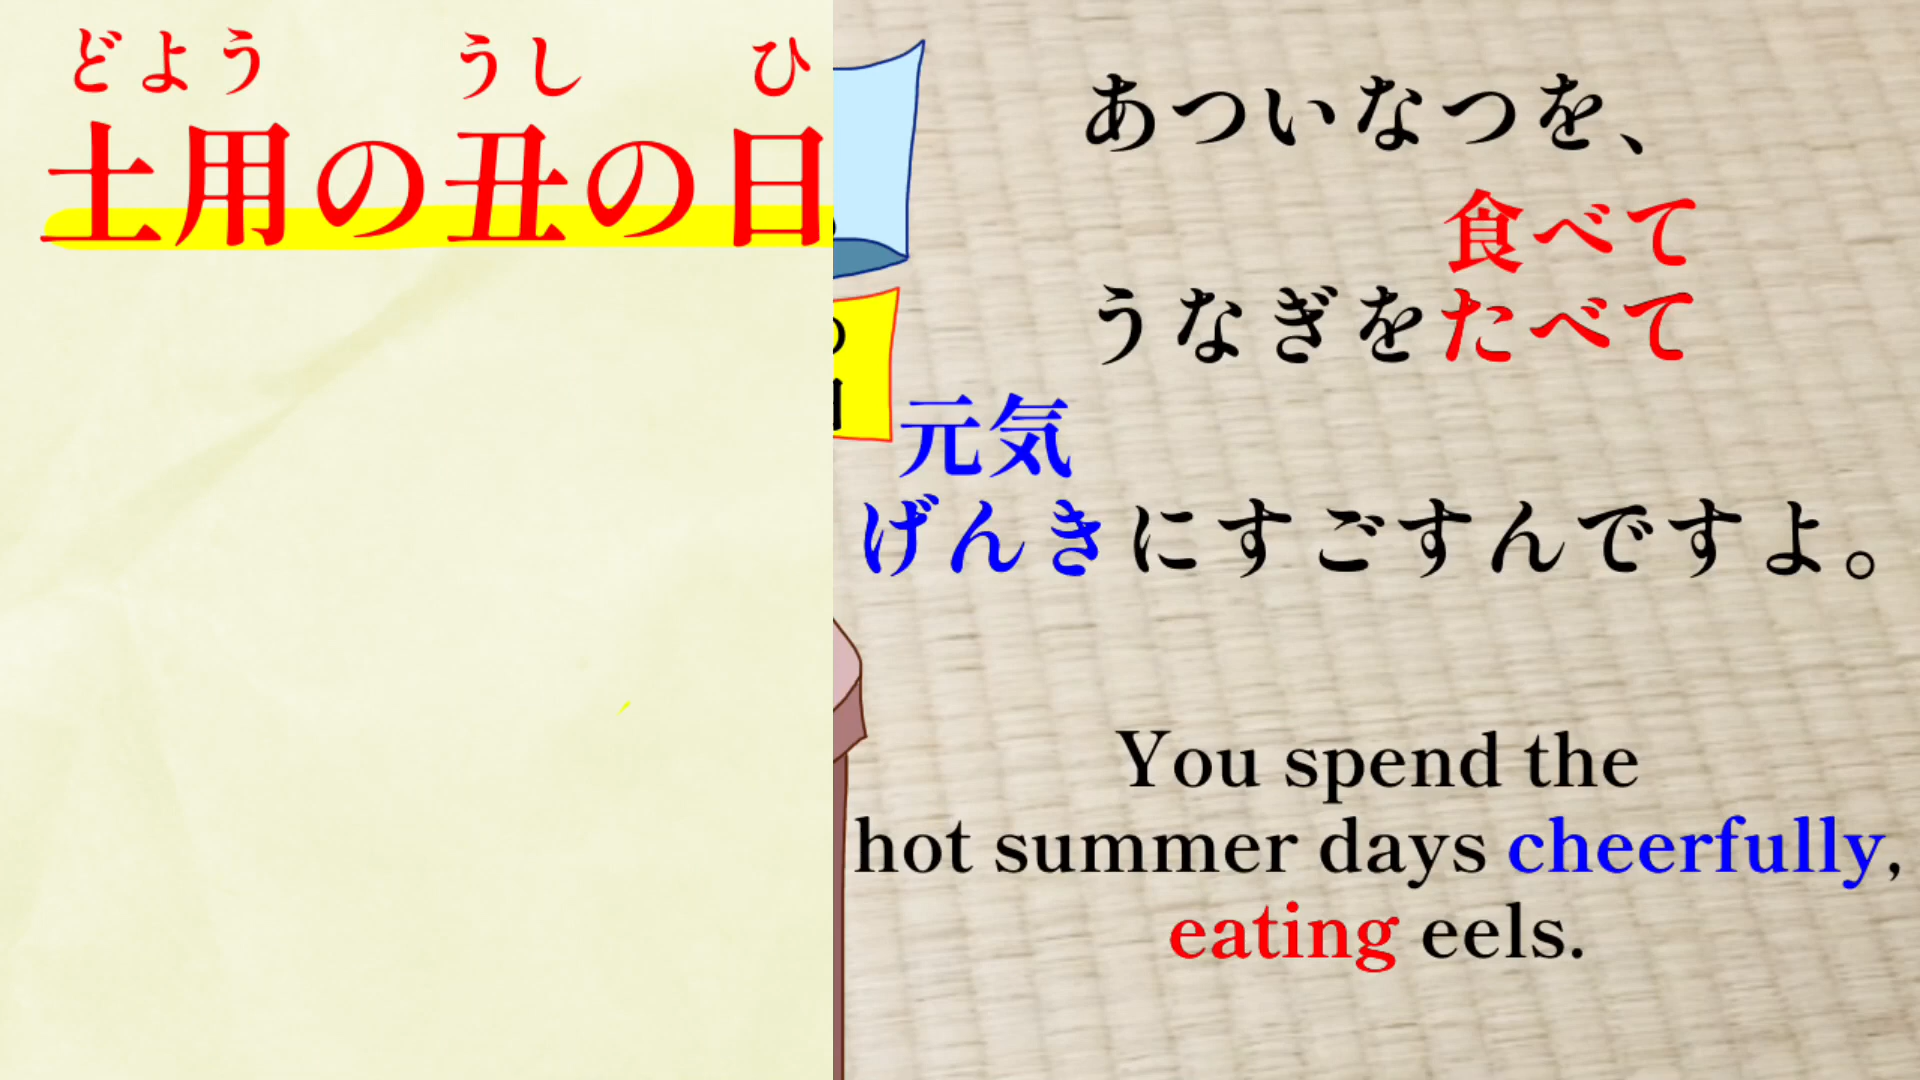 どよう うし ひ
土用の丑の日
あついなつを、
食べて
うなぎをたべて
元気
げんきにすごすんですよ。
You spend the
hot summer days cheerfully,
eating eels.